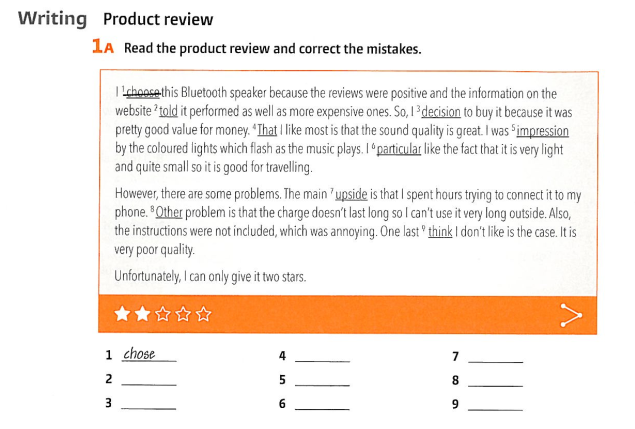 Writing Product review
1A Read the product review and correct the mistakes.
I ¹choose this Bluetooth speaker because the reviews were positive and the information on the
website ²told it performed as well as more expensive ones. So, I ³decision to buy it because it was
pretty good value for money. ⁴That I like most is that the sound quality is great. I was ⁵impression
by the coloured lights which flash as the music plays. I ⁶particular like the fact that it is very light
and quite small so it is good for travelling.
However, there are some problems. The main ⁷upside is that I spent hours trying to connect it to my
phone. ⁸Other problem is that the charge doesn't last long so I can't use it very long outside. Also,
the instructions were not included, which was annoying. One last ⁹think I don't like is the case. It is
very poor quality.
Unfortunately, I can only give it two stars.
1 chose 4 ______ 7 ______
2 ______ 5 ______ 8 ______
3 ______ 6 ______ 9 ______